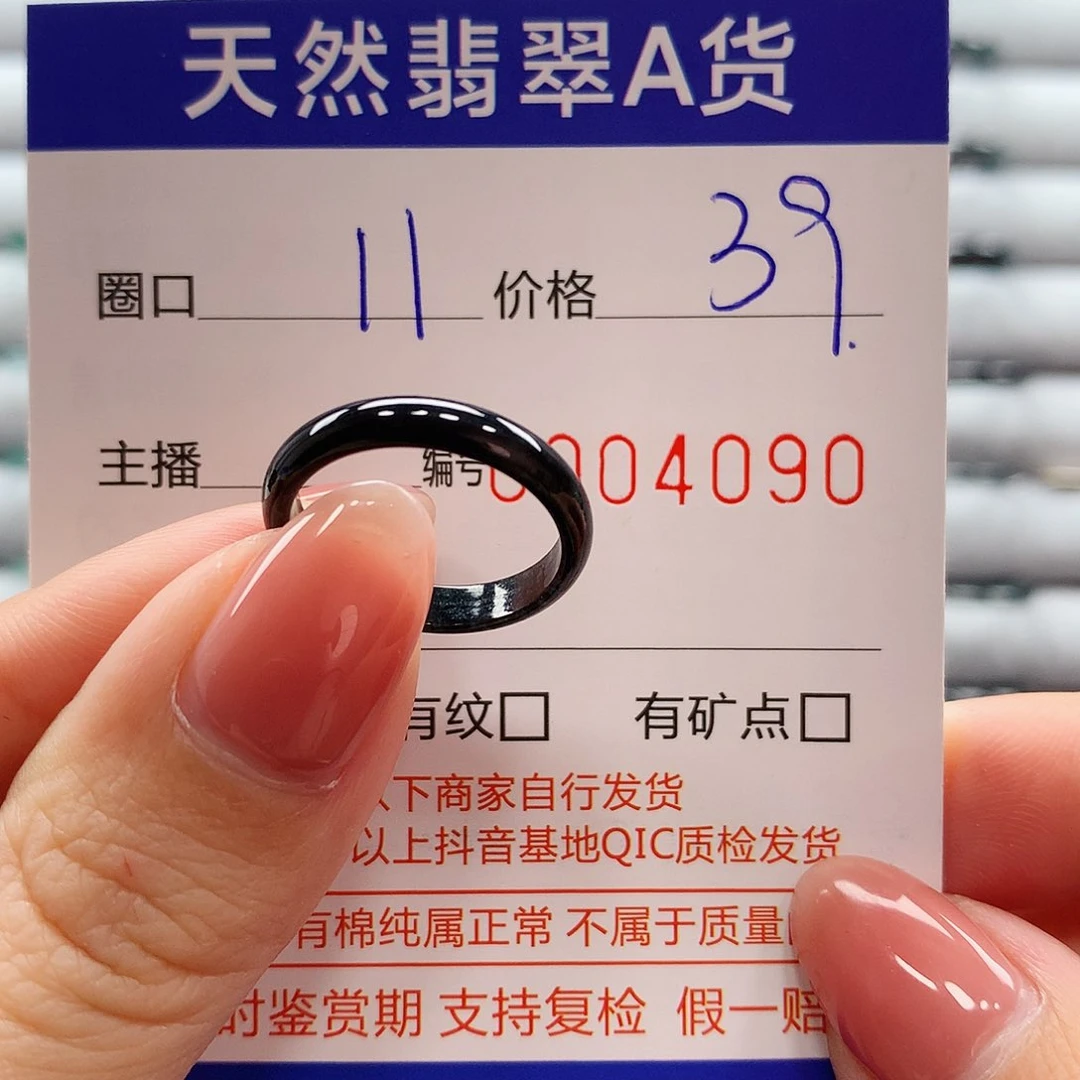 天然翡翠A货
圈口 11 价格 39.
主播 编号 004090
有纹□ 有矿点□
以下商家自行发货
以上抖音基地QIC质检发货
有棉纯属正常 不属于质量
时鉴赏期 支持复检 假一赔